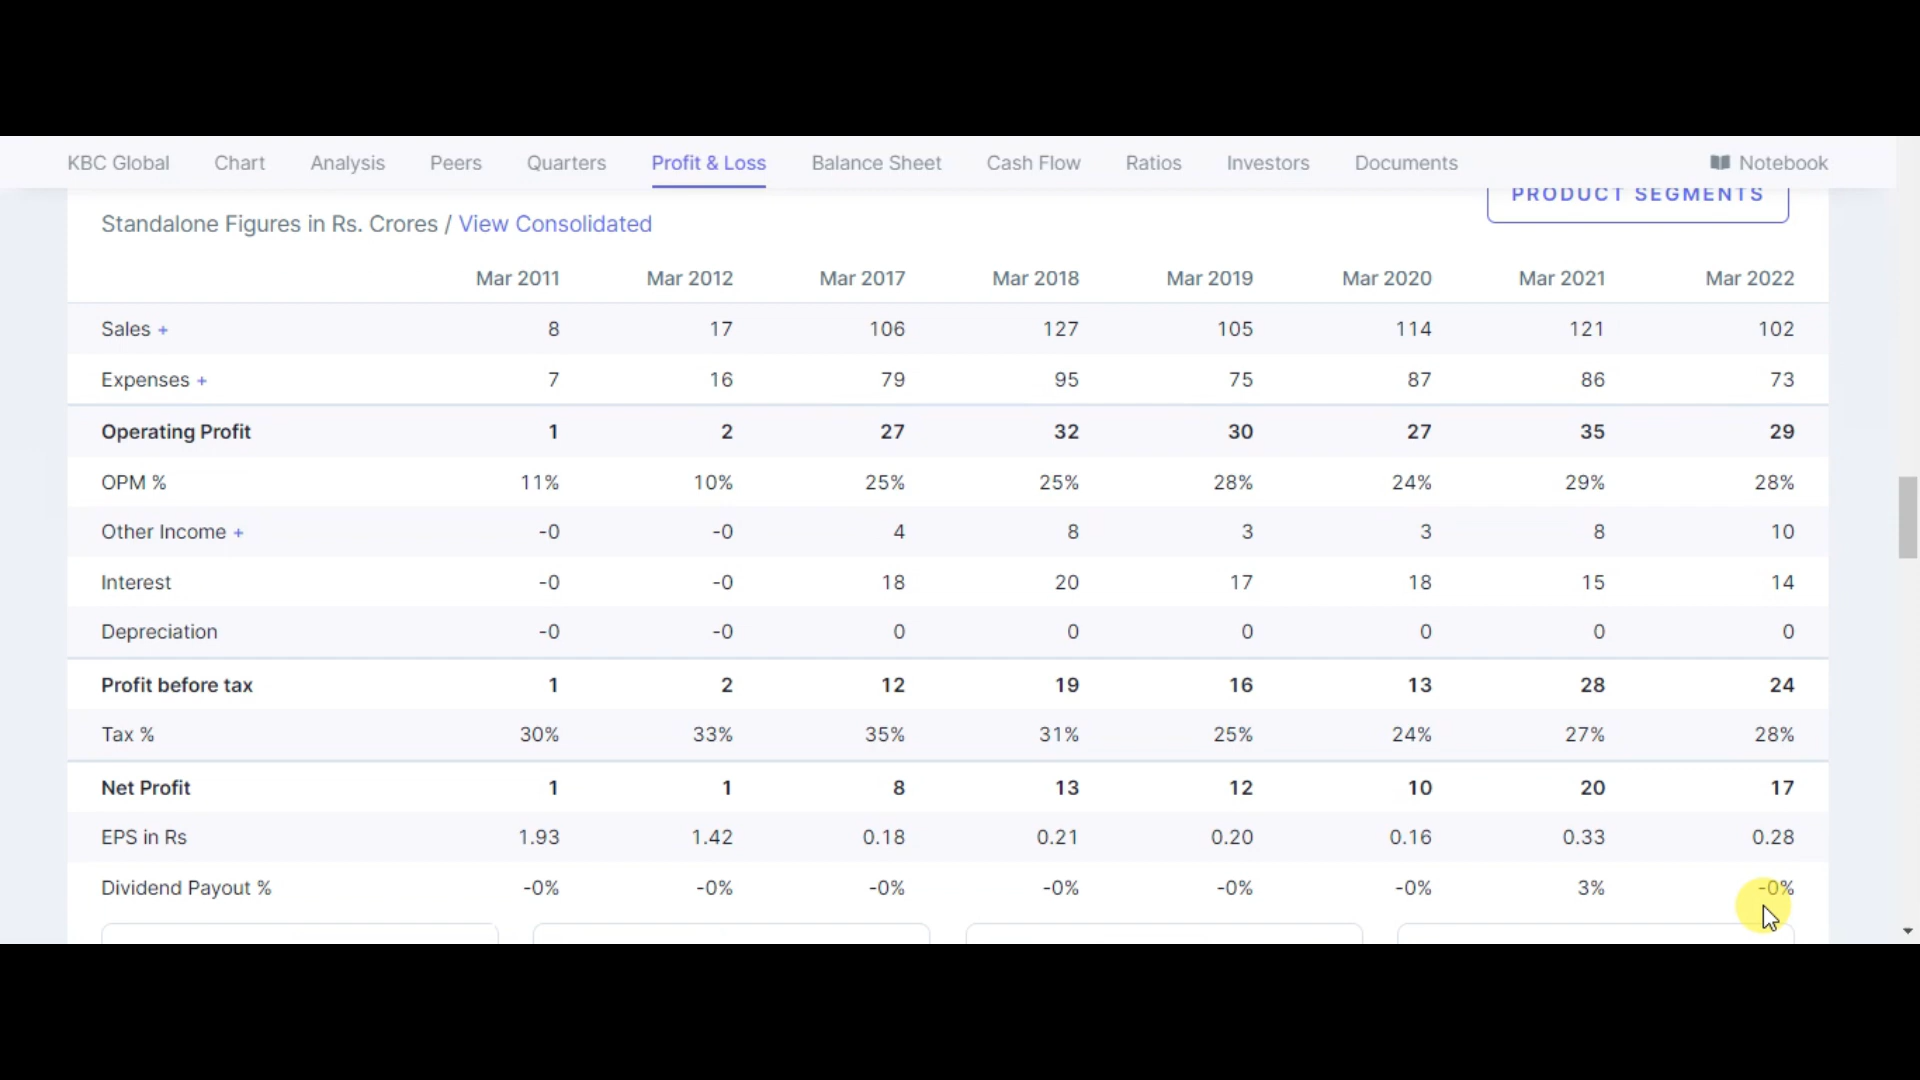 KBC Global Chart Analysis Peers Quarters Profit & Loss Balance Sheet Cash Flow Ratios Investors Documents Notebook
PRODUCT SEGMENTS
Standalone Figures in Rs. Crores / View Consolidated
Mar 2011 Mar 2012 Mar 2017 Mar 2018 Mar 2019 Mar 2020 Mar 2021 Mar 2022
Sales + 8 17 106 127 105 114 121 102
Expenses + 7 16 79 95 75 87 86 73
Operating Profit 1 2 27 32 30 27 35 29
OPM % 11% 10% 25% 25% 28% 24% 29% 28%
Other Income + -0 -0 4 8 3 3 8 10
Interest -0 -0 18 20 17 18 15 14
Depreciation -0 -0 0 0 0 0 0 0
Profit before tax 1 2 12 19 16 13 28 24
Tax % 30% 33% 35% 31% 25% 24% 27% 28%
Net Profit 1 1 8 13 12 10 20 17
EPS in Rs 1.93 1.42 0.18 0.21 0.20 0.16 0.33 0.28
Dividend Payout % -0% -0% -0% -0% -0% -0% 3% -0%